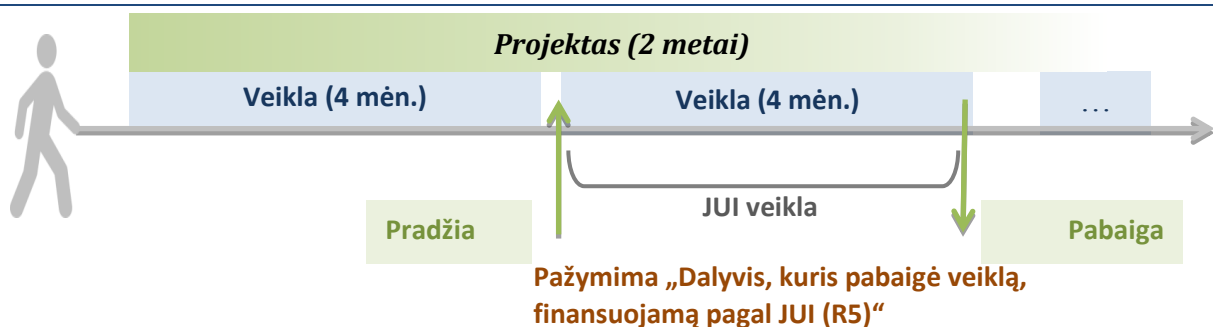 Projektas (2 metai)
Veikla (4 mėn.)
Veikla (4 mėn.)
...
JUI veikla
Pradžia
Pabaiga
Pažymima „Dalyvis, kuris pabaigė veiklą,
finansuojamą pagal JUI (R5)“